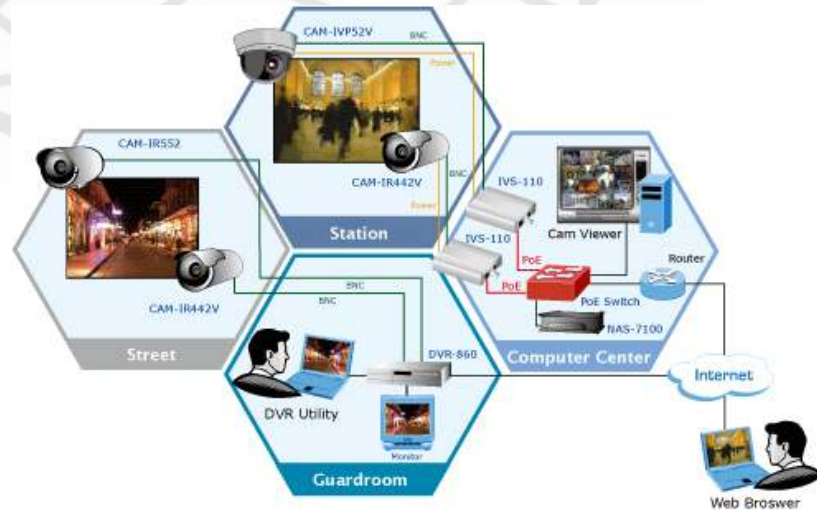 CAM-IVP52V
BNC
Power
CAM-IR552
CAM-IR442V
BNC
IVS-110
Cam Viewer
Power
Station
IVS-110
Router
PoE
PoE
PoE Switch
CAM-IR442V
BNC
BNC
NAS-7100
Street
DVR-860
Computer Center
Internet
DVR Utility
Monitor
Guardroom
Web Broswer